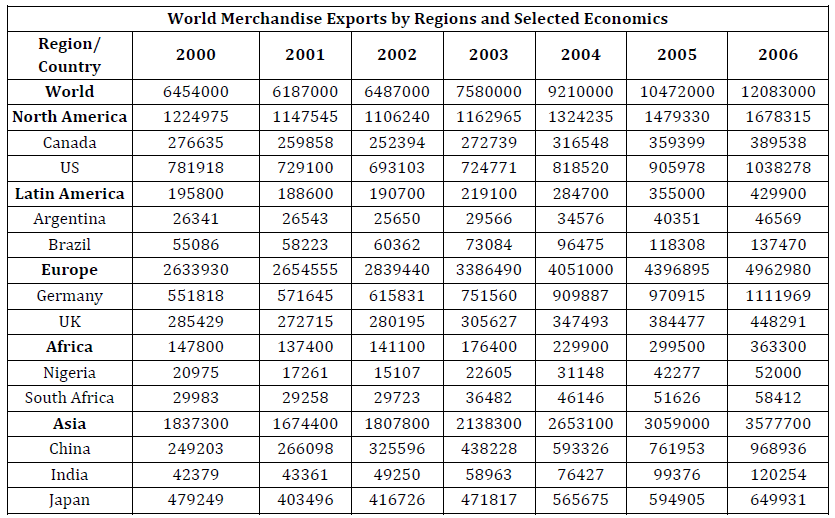 World Merchandise Exports by Regions and Selected Economics
Region/
Country 2000 2001 2002 2003 2004 2005 2006
World 6454000 6187000 6487000 7580000 9210000 10472000 12083000
North America 1224975 1147545 1106240 1162965 1324235 1479330 1678315
Canada 276635 259858 252394 272739 316548 359399 389538
US 781918 729100 693103 724771 818520 905978 1038278
Latin America 195800 188600 190700 219100 284700 355000 429900
Argentina 26341 26543 25650 29566 34576 40351 46569
Brazil 55086 58223 60362 73084 96475 118308 137470
Europe 2633930 2654555 2839440 3386490 4051000 4396895 4962980
Germany 551818 571645 615831 751560 909887 970915 1111969
UK 285429 272715 280195 305627 347493 384477 448291
Africa 147800 137400 141100 176400 229900 299500 363300
Nigeria 20975 17261 15107 22605 31148 42277 52000
South Africa 29983 29258 29723 36482 46146 51626 58412
Asia 1837300 1674400 1807800 2138300 2653100 3059000 3577700
China 249203 266098 325596 438228 593326 761953 968936
India 42379 43361 49250 58963 76427 99376 120254
Japan 479249 403496 416726 471817 565675 594905 649931